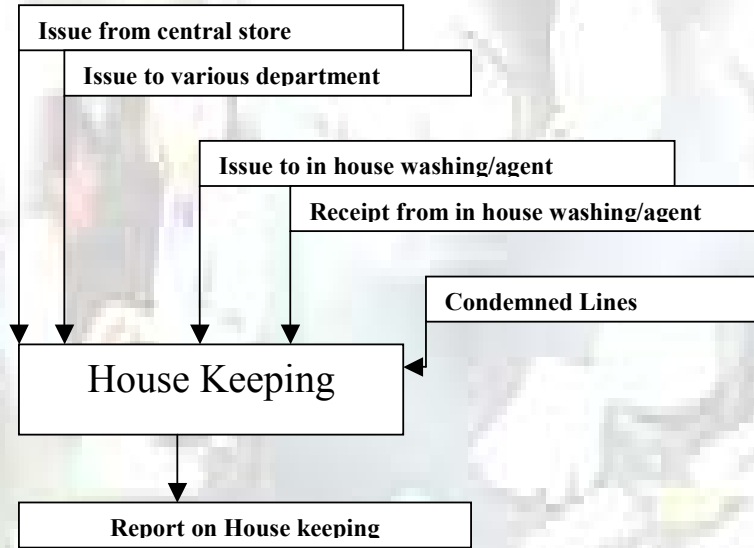 Issue from central store
Issue to various department
Issue to in house washing/agent
Receipt from in house washing/agent
Condemned Lines
House Keeping
Report on House keeping